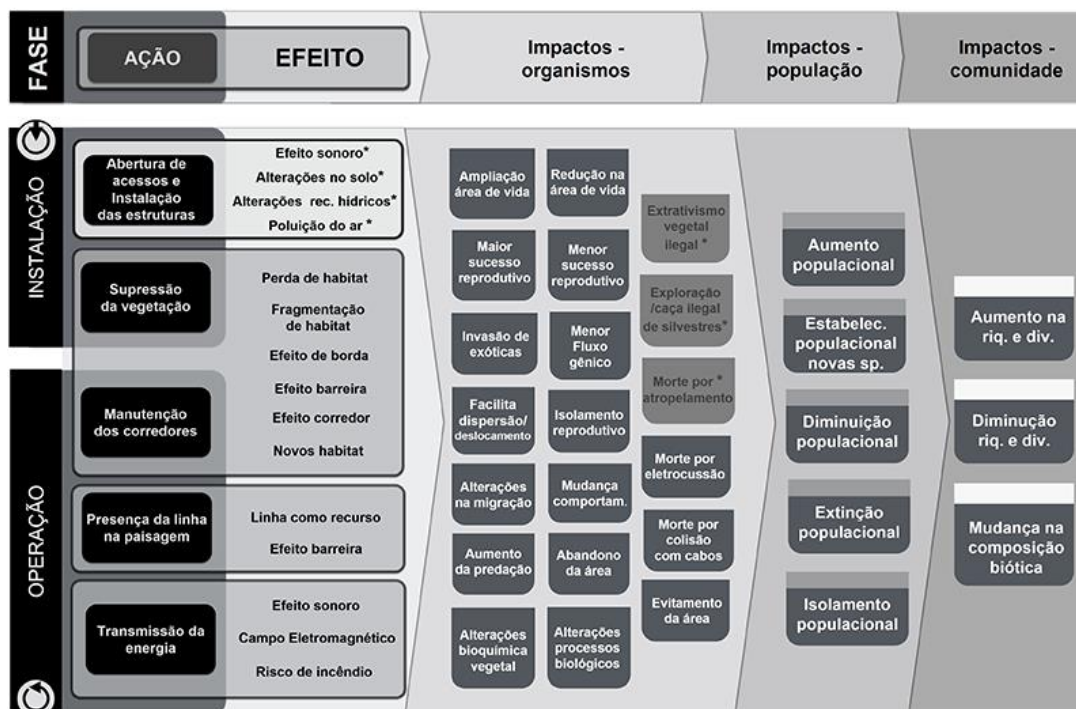 FASE
AÇÃO
EFEITO
Impactos -
organismos
Impactos -
população
Impactos -
comunidade
INSTALAÇÃO
Abertura de
acessos e
Instalação
das estruturas
Efeito sonoro*
Alterações no solo*
Alterações rec. hídricos*
Poluição do ar *
Supressão
da vegetação
Perda de habitat
Fragmentação
de habitat
Efeito de borda
OPERAÇÃO
Manutenção
dos corredores
Efeito barreira
Efeito corredor
Novos habitat
Presença da linha
na paisagem
Linha como recurso
Efeito barreira
Transmissão da
energia
Efeito sonoro
Campo Eletromagnético
Risco de incêndio
Ampliação
área de vida
Maior
sucesso
reprodutivo
Invasão de
exóticas
Facilita
dispersão/
deslocamento
Alterações
na migração
Aumento
da predação
Alterações
bioquímica
vegetal
Redução na
área de vida
Menor
sucesso
reprodutivo
Menor
Fluxo
gênico
Isolamento
reprodutivo
Mudança
comportam.
Abandono
da área
Alterações
processos
biológicos
Extrativismo
vegetal
ilegal *
Exploração
/caça ilegal
de silvestres*
Morte por *
atropelamento
Morte por
eletrocussão
Morte por
colisão
com cabos
Evitamento
da área
Aumento
populacional
Estabelec.
populacional
novas sp.
Diminuição
populacional
Extinção
populacional
Isolamento
populacional
Aumento na
riq. e div.
Diminução
riq. e div.
Mudança na
composição
biótica